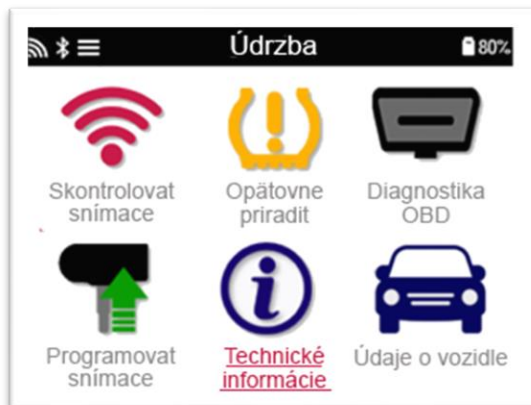 Údrzba
80%
Skontrolovat
snímace
Opätovne
priradit
Diagnostika
OBD
Programovat
snímace
Technické
informácie
Údaje o vozidle